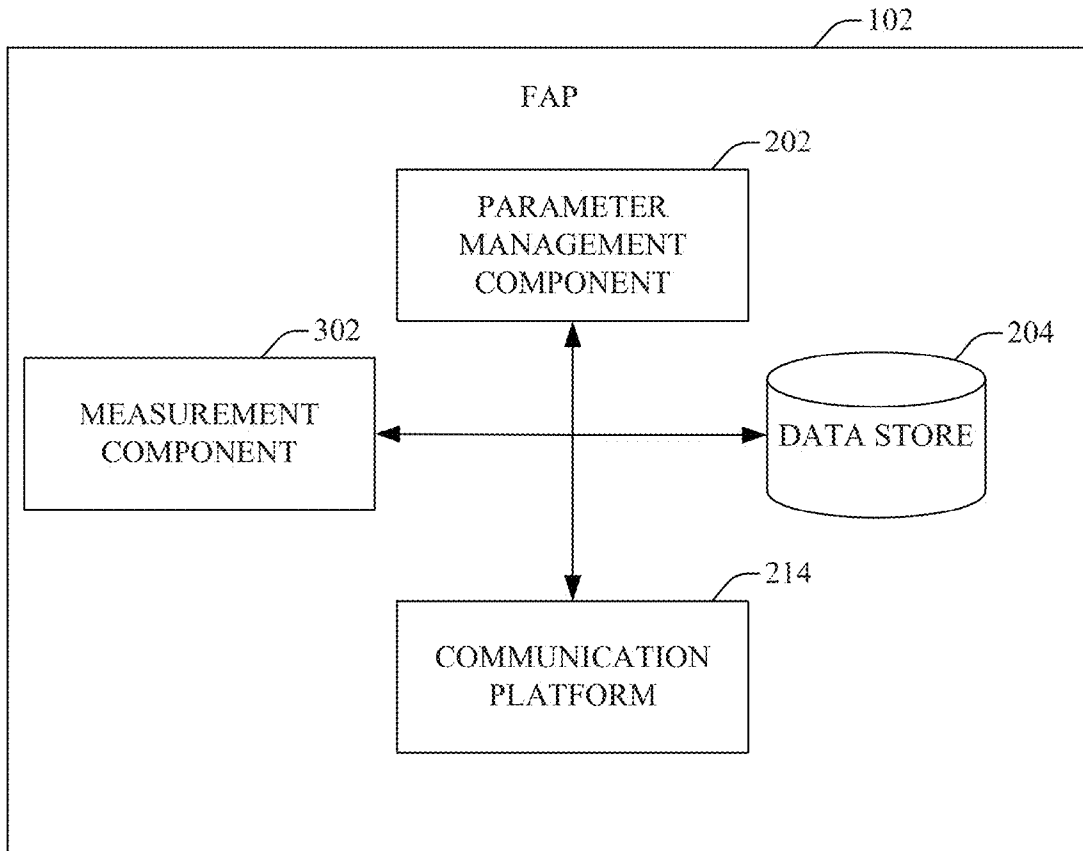 102
FAP
202
PARAMETER
MANAGEMENT
COMPONENT
302
204
MEASUREMENT
COMPONENT
DATA STORE
214
COMMUNICATION
PLATFORM